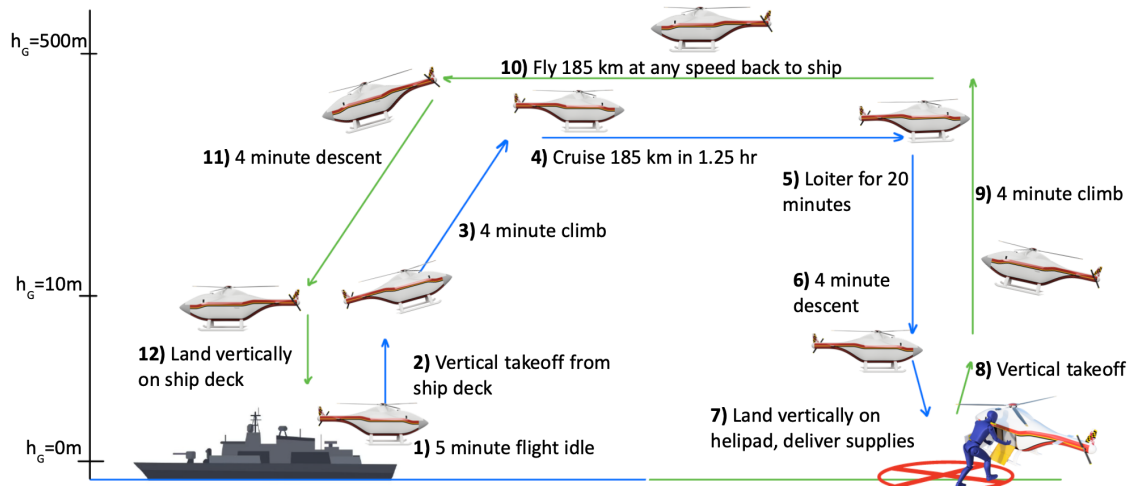 h_G=500m
10) Fly 185 km at any speed back to ship
11) 4 minute descent
4) Cruise 185 km in 1.25 hr
5) Loiter for 20
minutes
9) 4 minute climb
3) 4 minute climb
h_G=10m
6) 4 minute
descent
12) Land vertically
on ship deck
2) Vertical takeoff from
ship deck
8) Vertical takeoff
7) Land vertically on
helipad, deliver supplies
h_G=0m
1) 5 minute flight idle